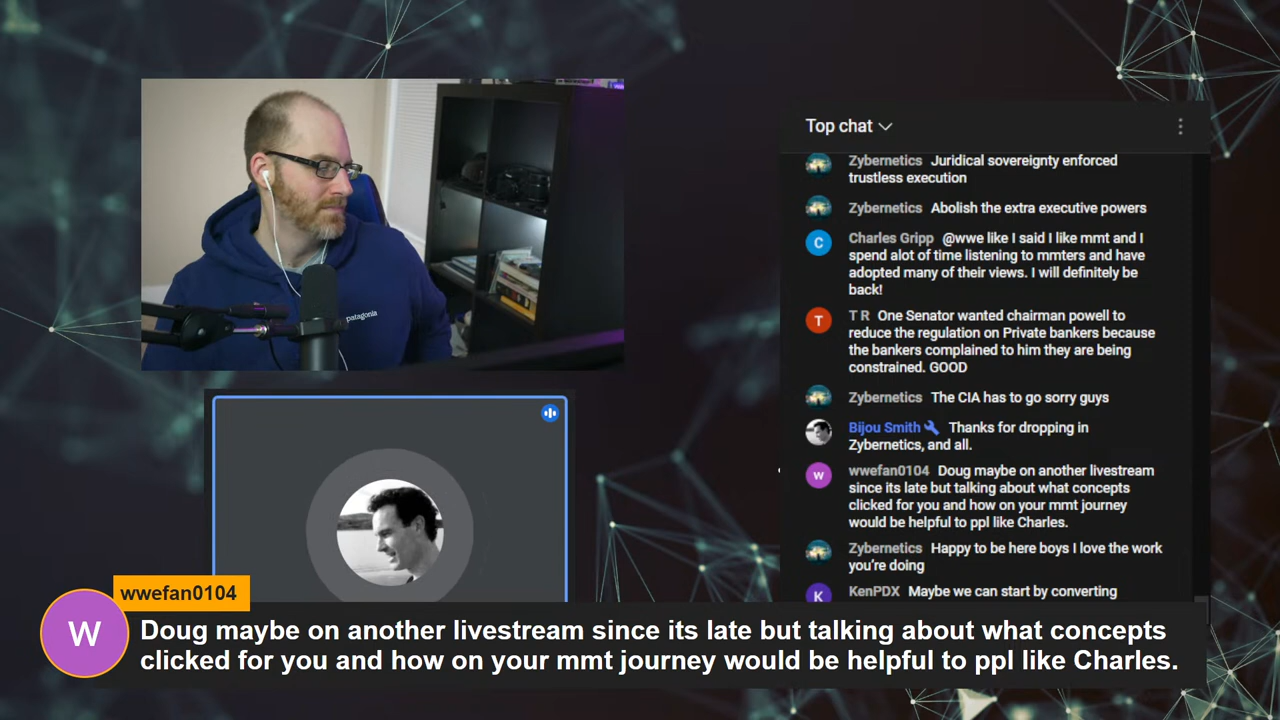 patagonia
Top chat
Zybernetics Juridical sovereignty enforced
trustless execution
Zybernetics Abolish the extra executive powers
C
Charles Gripp @wwe like I said I like mmt and I
spend alot of time listening to mmters and have
adopted many of their views. I will definitely be
back!
T
T R One Senator wanted chairman powell to
reduce the regulation on Private bankers because
the bankers complained to him they are being
constrained. GOOD
Zybernetics The CIA has to go sorry guys
Bijou Smith Thanks for dropping in
Zybernetics, and all.
w
wwefan0104 Doug maybe on another livestream
since its late but talking about what concepts
clicked for you and how on your mmt journey
would be helpful to ppl like Charles.
Zybernetics Happy to be here boys I love the work
you're doing
K
KenPDX Maybe we can start by converting
wwefan0104
W
Doug maybe on another livestream since its late but talking about what concepts
clicked for you and how on your mmt journey would be helpful to ppl like Charles.